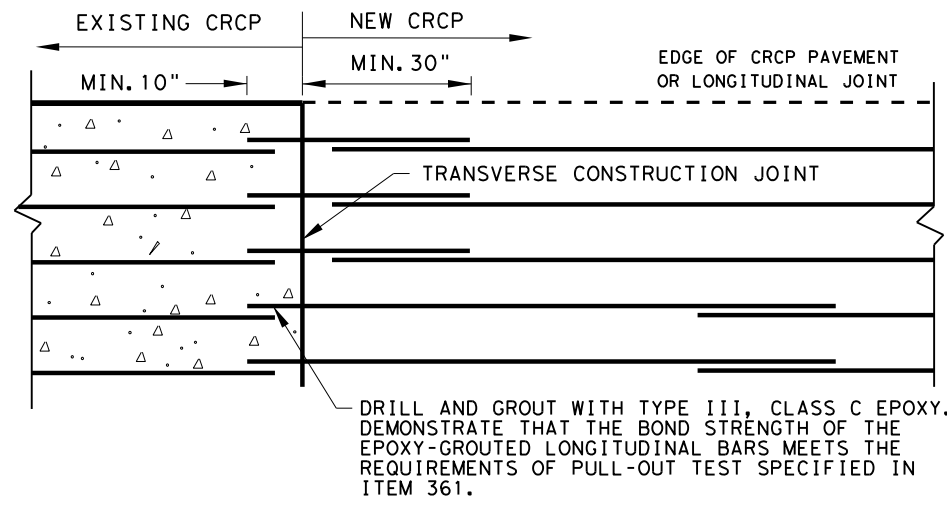 EXISTING CRCP
NEW CRCP
MIN. 10"
MIN. 30"
EDGE OF CRCP PAVEMENT
OR LONGITUDINAL JOINT
TRANSVERSE CONSTRUCTION JOINT
DRILL AND GROUT WITH TYPE III, CLASS C EPOXY.
DEMONSTRATE THAT THE BOND STRENGTH OF THE
EPOXY-GROUTED LONGITUDINAL BARS MEETS THE
REQUIREMENTS OF PULL-OUT TEST SPECIFIED IN
ITEM 361.